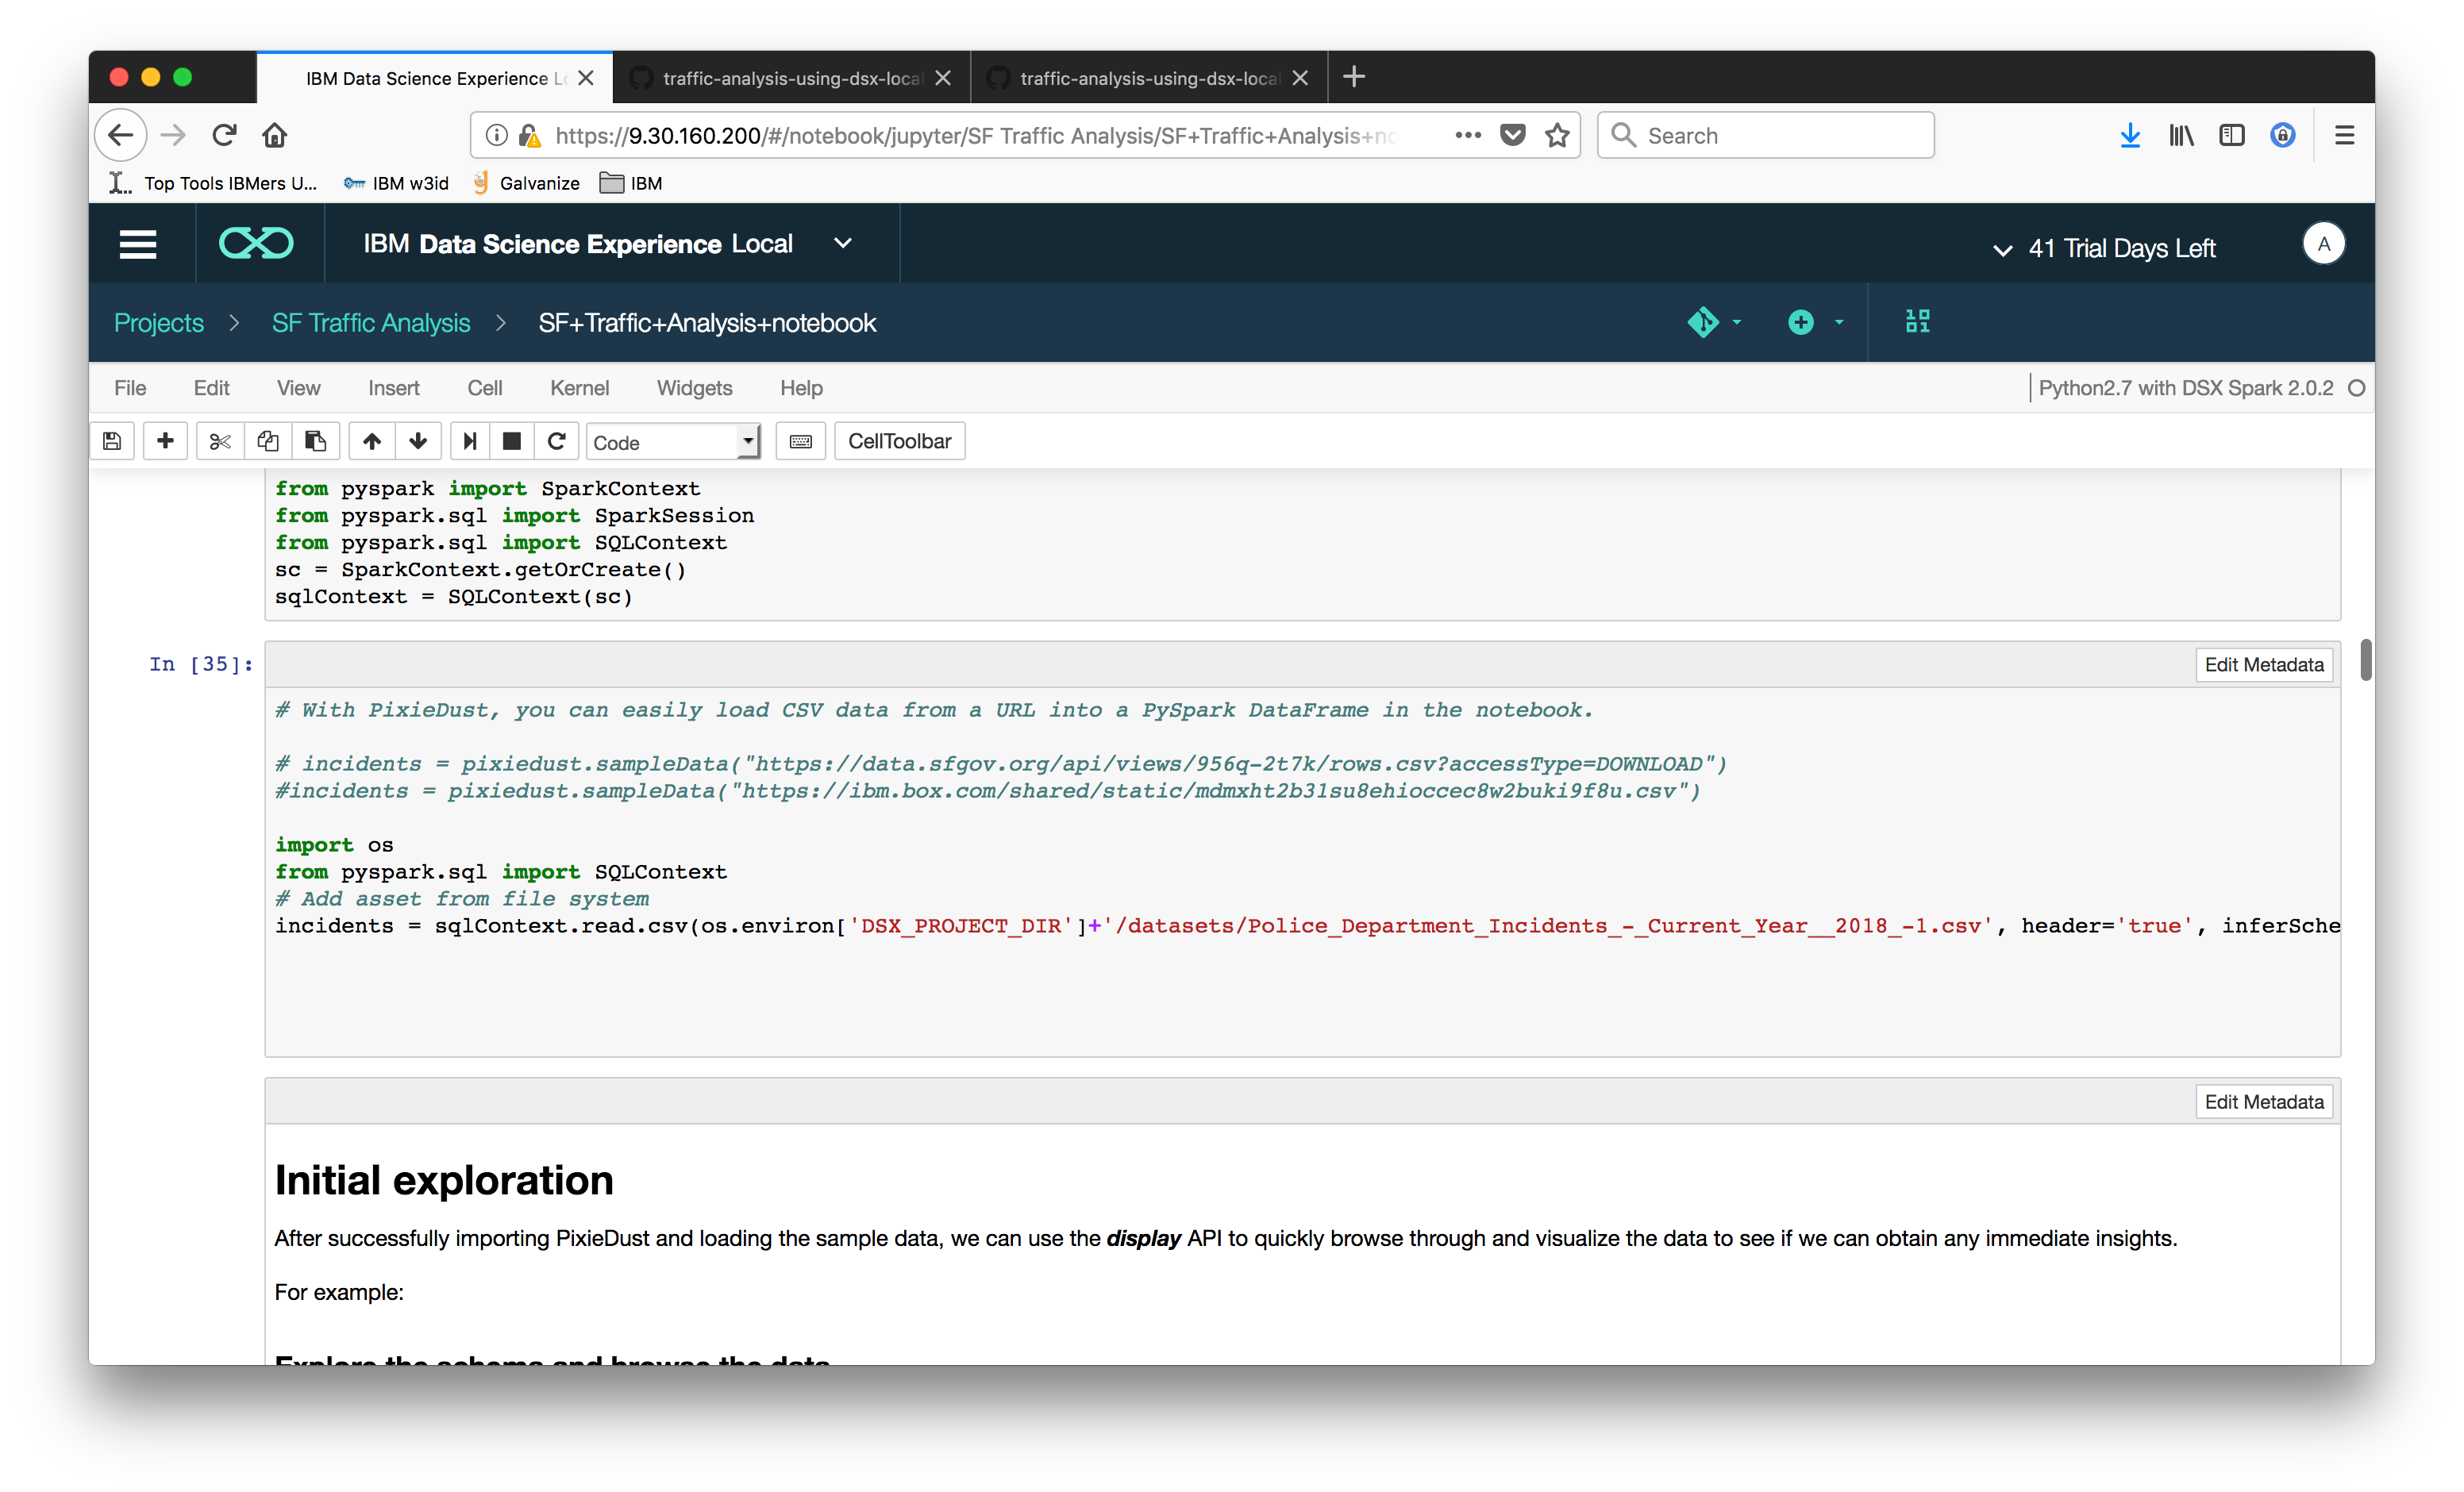 IBM Data Science Experience Lo
traffic-analysis-using-dsx-local
traffic-analysis-using-dsx-local
https://9.30.160.200/#/notebook/jupyter/SF Traffic Analysis/SF+Traffic+Analysis+no
Search
Top Tools IBMers U...
IBM w3id
Galvanize
IBM
IBM Data Science Experience Local
41 Trial Days Left
A
Projects > SF Traffic Analysis > SF+Traffic+Analysis+notebook
File Edit View Insert Cell Kernel Widgets Help
Python2.7 with DSX Spark 2.0.2
Code
CellToolbar
from pyspark import SparkContext
from pyspark.sql import SparkSession
from pyspark.sql import SQLContext
sc = SparkContext.getOrCreate()
sqlContext = SQLContext(sc)
In [35]:
Edit Metadata
# With PixieDust, you can easily load CSV data from a URL into a PySpark DataFrame in the notebook.
# incidents = pixiedust.sampleData("https://data.sfgov.org/api/views/956q-2t7k/rows.csv?accessType=DOWNLOAD")
#incidents = pixiedust.sampleData("https://ibm.box.com/shared/static/mdmxht2b31su8ehioccec8w2buki9f8u.csv")
import os
from pyspark.sql import SQLContext
# Add asset from file system
incidents = sqlContext.read.csv(os.environ['DSX_PROJECT_DIR']+'/datasets/Police_Department_Incidents_-_Current_Year__2018_-1.csv', header='true', inferSche
Edit Metadata
Initial exploration
After successfully importing PixieDust and loading the sample data, we can use the display API to quickly browse through and visualize the data to see if we can obtain any immediate insights.
For example:
Explore the schema and browse the data